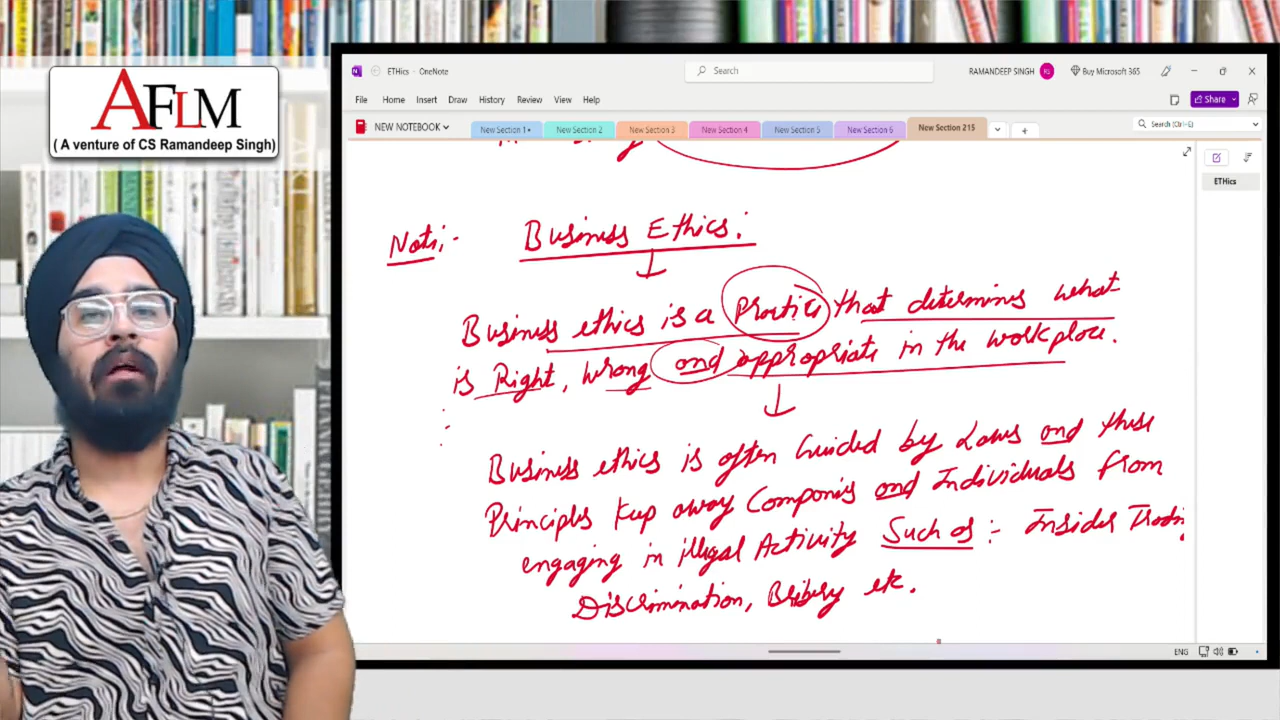 AFLM
( A venture of CS Ramandeep Singh)
ETHics - OneNote
Search
RAMANDEEP SINGH
Buy Microsoft 365
File Home Insert Draw History Review View Help
Share
NEW NOTEBOOK
New Section 1
New Section 2
New Section 3
New Section 4
New Section 5
New Section 6
New Section 215
Search (Ctrl+E)
ETHics
Note:-
Business Ethics:
Business ethics is a Practice that determines what
is Right, Wrong and appropriate in the workplace.
Business ethics is often Guided by Laws and these
Principles Keep away Companies and Individuals from
engaging in illegal Activity Such as :- Insider
Discrimination, Bribery etc.
ENG